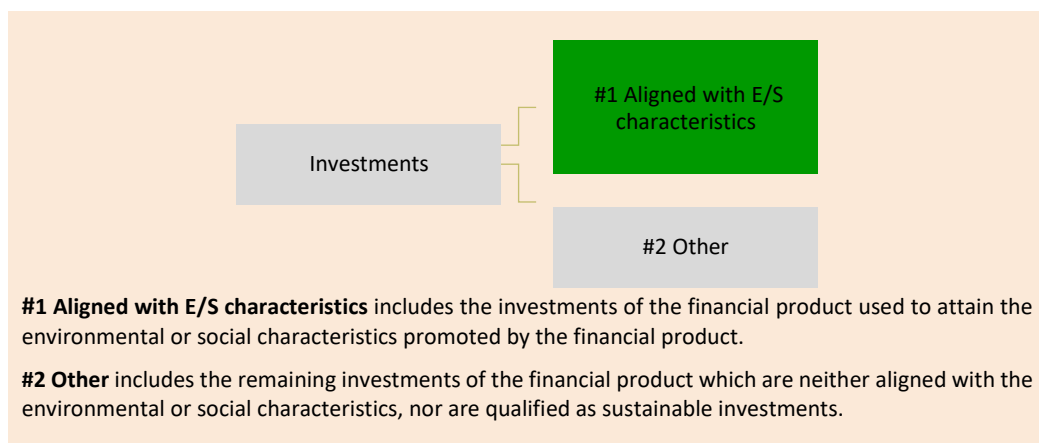 #1 Aligned with E/S
characteristics
Investments
#2 Other
#1 Aligned with E/S characteristics includes the investments of the financial product used to attain the
environmental or social characteristics promoted by the financial product.
#2 Other includes the remaining investments of the financial product which are neither aligned with the
environmental or social characteristics, nor are qualified as sustainable investments.